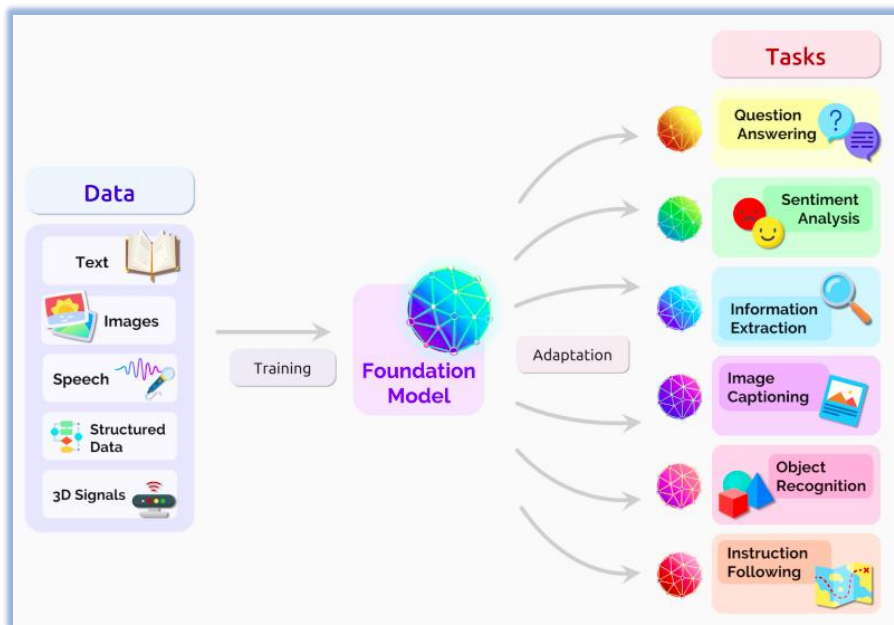 Data
Text
Images
Speech
Structured
Data
3D Signals
Training
Foundation
Model
Adaptation
Tasks
Question
Answering
?
Sentiment
Analysis
Information
Extraction
Image
Captioning
Object
Recognition
Instruction
Following